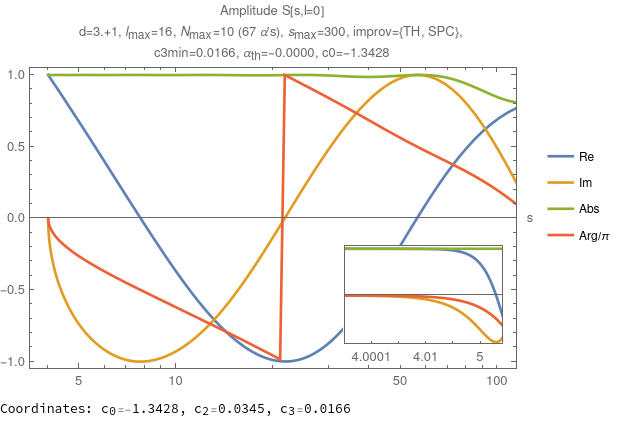 Amplitude S[s,l=0]
d=3.+1, lmax=16, Nmax=10 (67 α's), smax=300, improv={TH, SPC},
c3min=0.0166, αth=-0.0000, c0=-1.3428
1.0
0.5
0.0
-0.5
-1.0
5 10 50 100
s
Re
Im
Abs
Arg/π
4.0001 4.01 5
Coordinates: c0=-1.3428, c2=0.0345, c3=0.0166